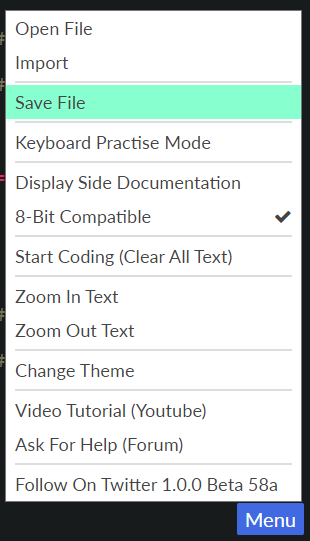 Open File
Import
Save File
Keyboard Practise Mode
Display Side Documentation
8-Bit Compatible
Start Coding (Clear All Text)
Zoom In Text
Zoom Out Text
Change Theme
Video Tutorial (Youtube)
Ask For Help (Forum)
Follow On Twitter 1.0.0 Beta 58a
Menu